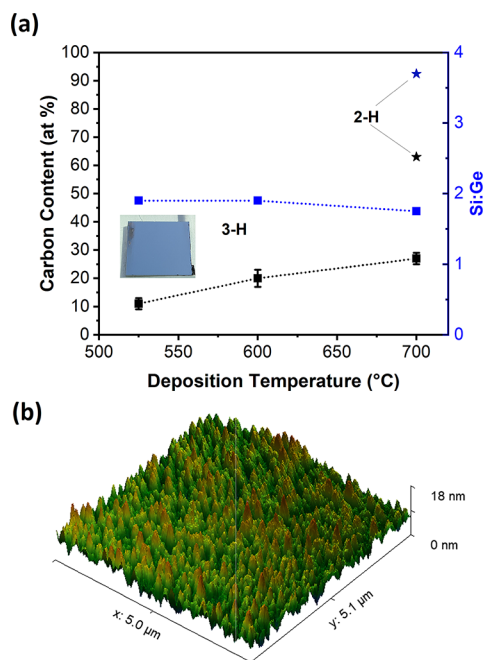 (a)
100
90
80
70
60
50
40
30
20
10
0
Carbon Content (at %)
4
3
2
1
0
Si:Ge
2-H
3-H
500
550
600
650
700
Deposition Temperature (°C)
(b)
18 nm
0 nm
x: 5.0 µm
y: 5.1 µm